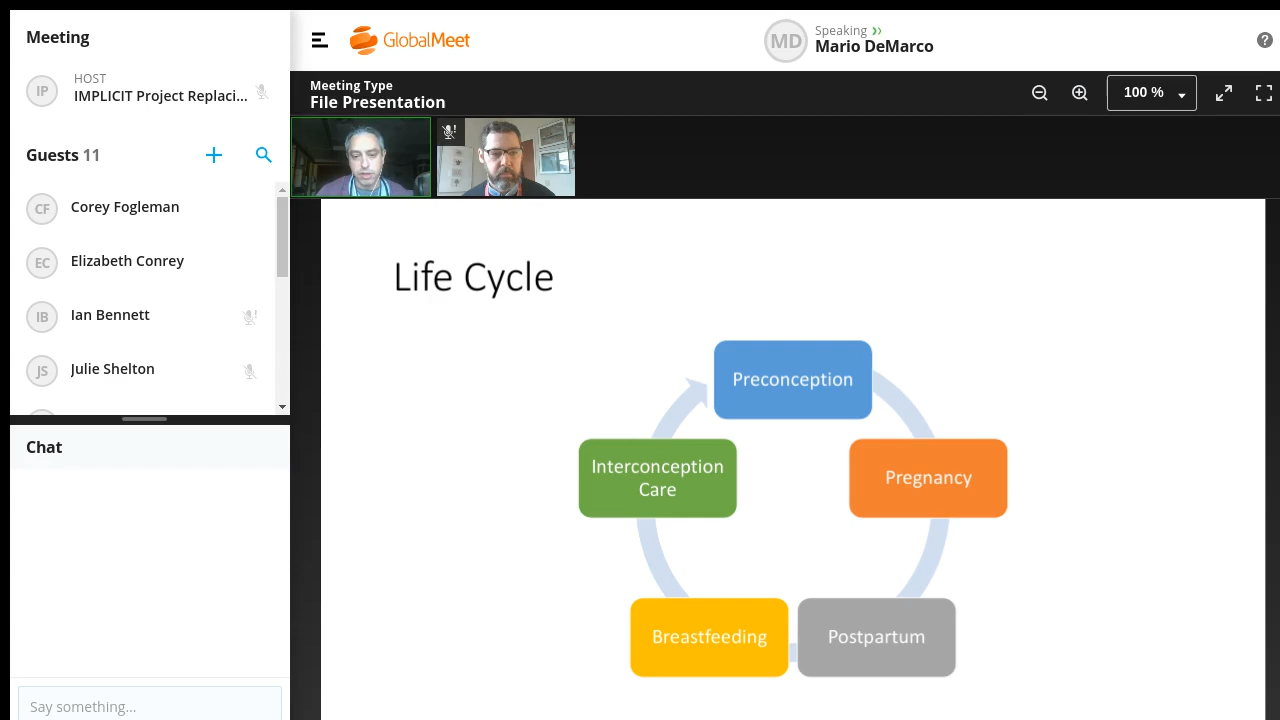 Meeting
IP
HOST
IMPLICIT Project Replaci...
Guests 11
CF
Corey Fogleman
EC
Elizabeth Conrey
IB
Ian Bennett
JS
Julie Shelton
Chat
Say something...
GlobalMeet
MD
Speaking
Mario DeMarco
?
Meeting Type
File Presentation
100 %
Life Cycle
Preconception
Interconception
Care
Pregnancy
Breastfeeding
Postpartum